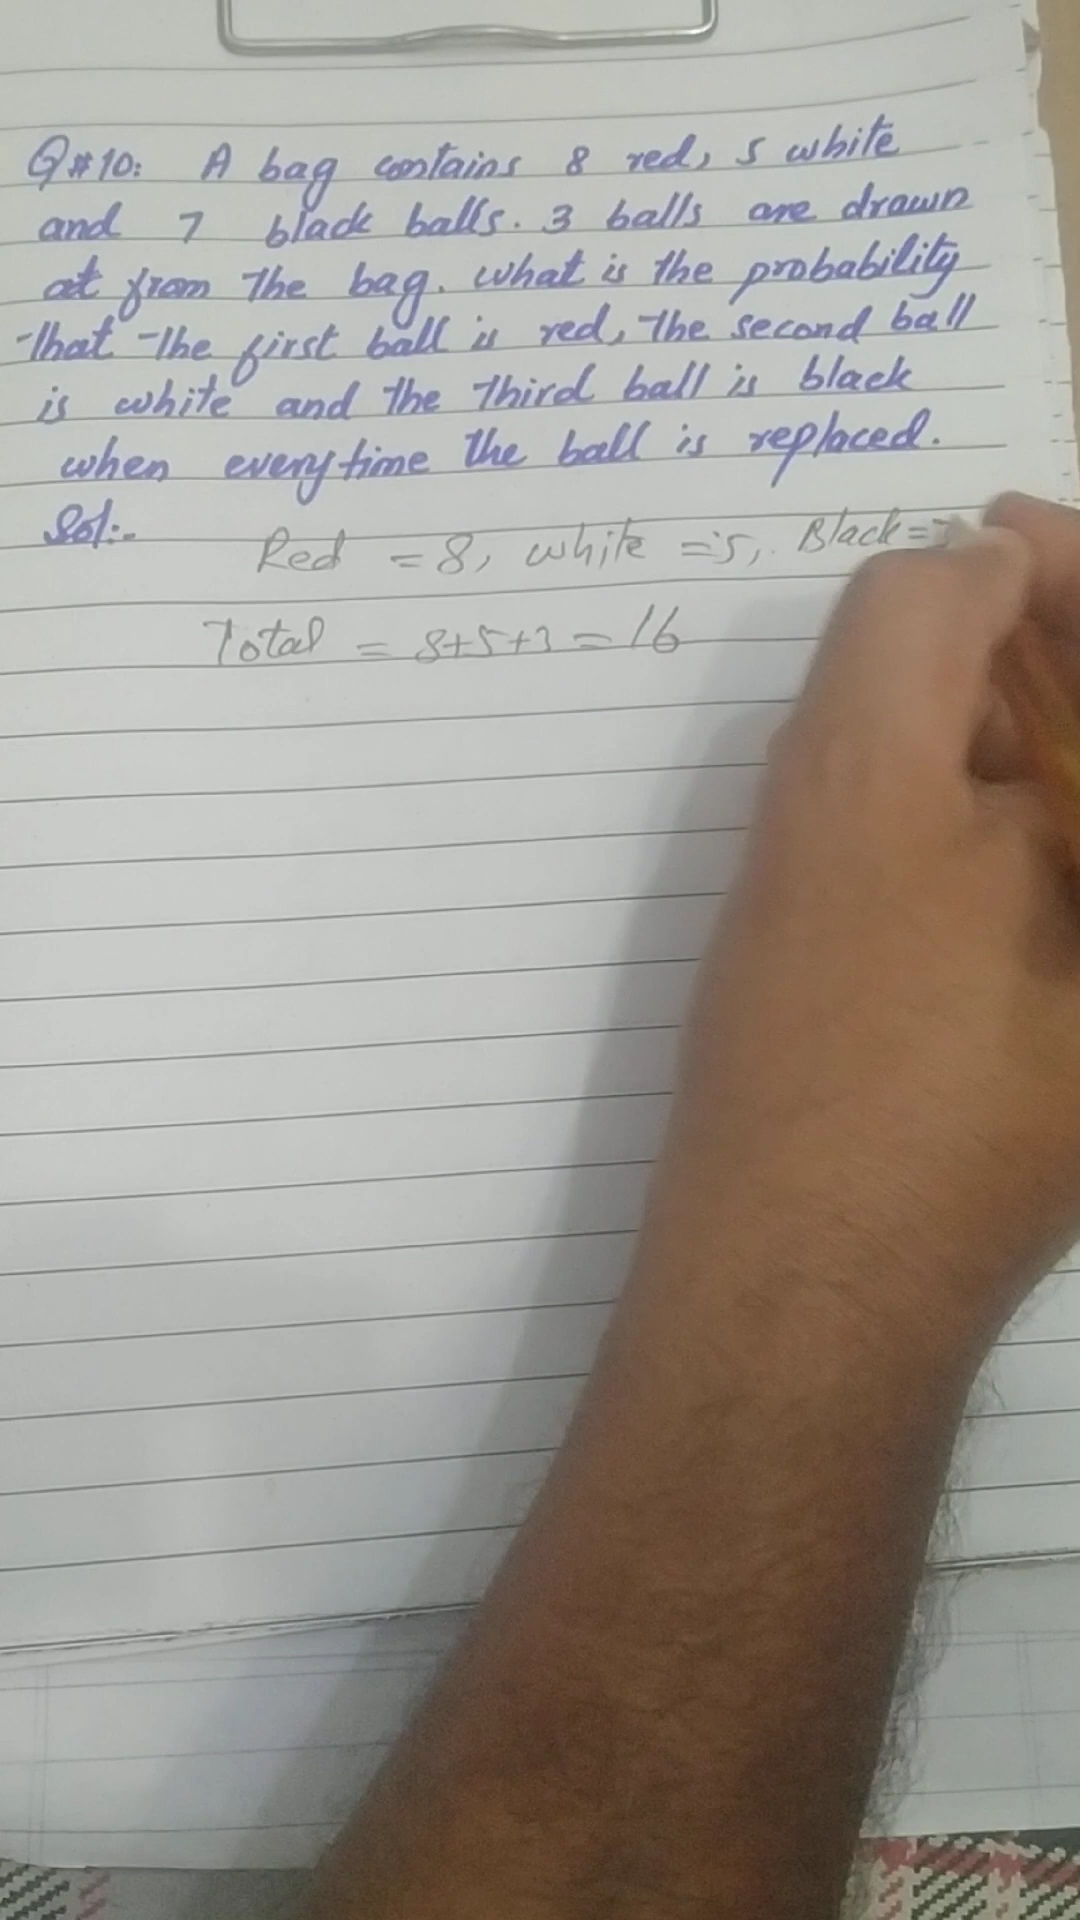 Q#10: A bag contains 8 red, 5 white
and 7 black balls. 3 balls are drawn
at from the bag. what is the probability
that the first ball is red, the second ball
is white and the third ball is black
when everytime the ball is replaced.
Sol:-
Red = 8, white = 5, Black =
Total = 8+5+3 = 16